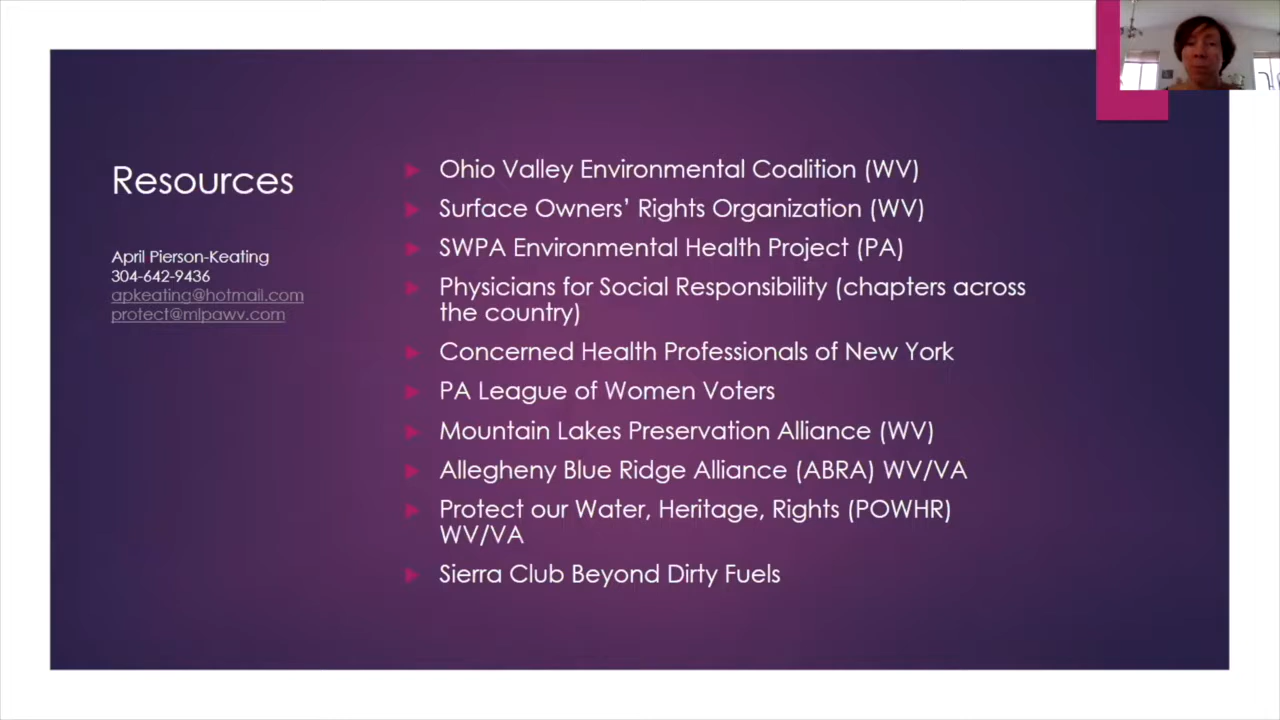 Resources
April Pierson-Keating
304-642-9436
apkeating@hotmail.com
protect@mlpawv.com
Ohio Valley Environmental Coalition (WV)
Surface Owners' Rights Organization (WV)
SWPA Environmental Health Project (PA)
Physicians for Social Responsibility (chapters across
the country)
Concerned Health Professionals of New York
PA League of Women Voters
Mountain Lakes Preservation Alliance (WV)
Allegheny Blue Ridge Alliance (ABRA) WV/VA
Protect our Water, Heritage, Rights (POWHR)
WV/VA
Sierra Club Beyond Dirty Fuels